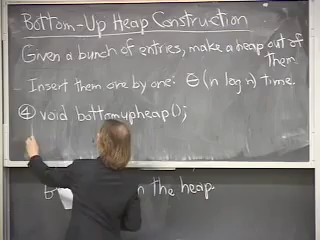 Bottom-Up Heap Construction
Given a bunch of entries, make a heap out of
them.
- Insert them one by one: Θ(n log n) time.
④ void bottomupheap();
in the heap.